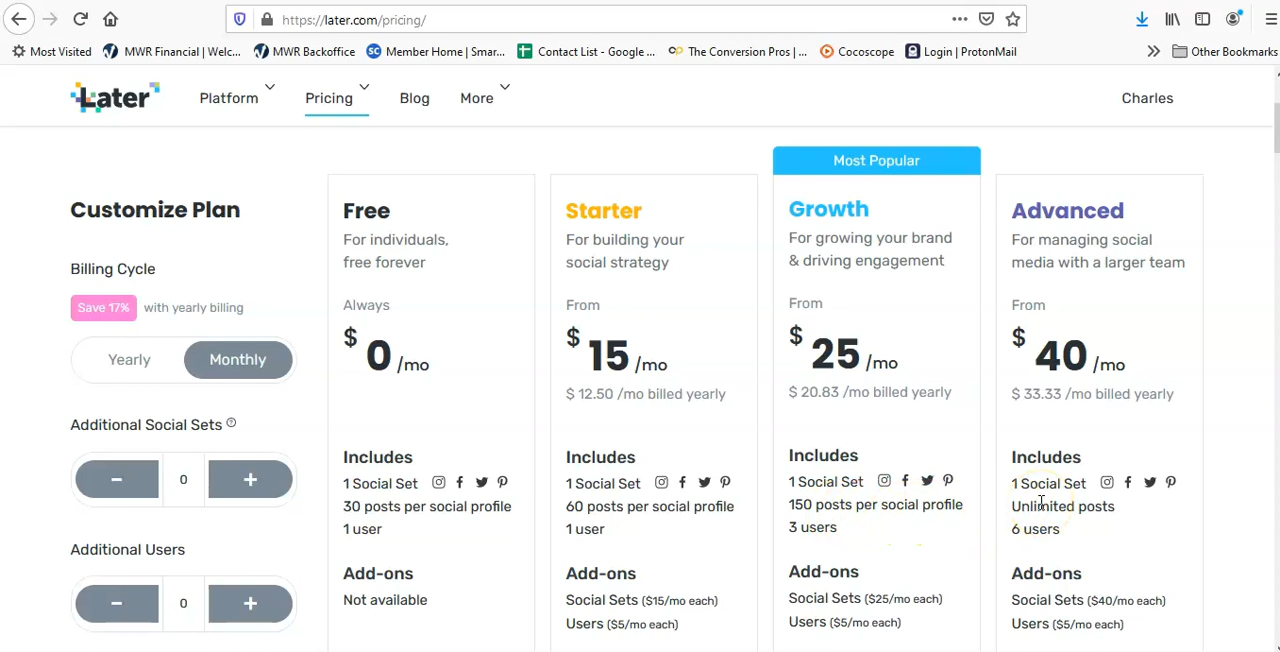 https://later.com/pricing/
Most Visited
MWR Financial | Welc...
MWR Backoffice
SC
Member Home | Smar...
Contact List - Google ...
CP
The Conversion Pros | ...
Cocoscope
Login | ProtonMail
Other Bookmarks
Later
Platform
Pricing
Blog
More
Charles
Customize Plan
Billing Cycle
Save 17% with yearly billing
Yearly
Monthly
Additional Social Sets ?
− 0 +
Additional Users
− 0 +
Free
For individuals,
free forever
Always
$ 0 /mo
Includes
1 Social Set
30 posts per social profile
1 user
Add-ons
Not available
Starter
For building your
social strategy
From
$ 15 /mo
$ 12.50 /mo billed yearly
Includes
1 Social Set
60 posts per social profile
1 user
Add-ons
Social Sets ($15/mo each)
Users ($5/mo each)
Most Popular
Growth
For growing your brand
& driving engagement
From
$ 25 /mo
$ 20.83 /mo billed yearly
Includes
1 Social Set
150 posts per social profile
3 users
Add-ons
Social Sets ($25/mo each)
Users ($5/mo each)
Advanced
For managing social
media with a larger team
From
$ 40 /mo
$ 33.33 /mo billed yearly
Includes
1 Social Set
Unlimited posts
6 users
Add-ons
Social Sets ($40/mo each)
Users ($5/mo each)